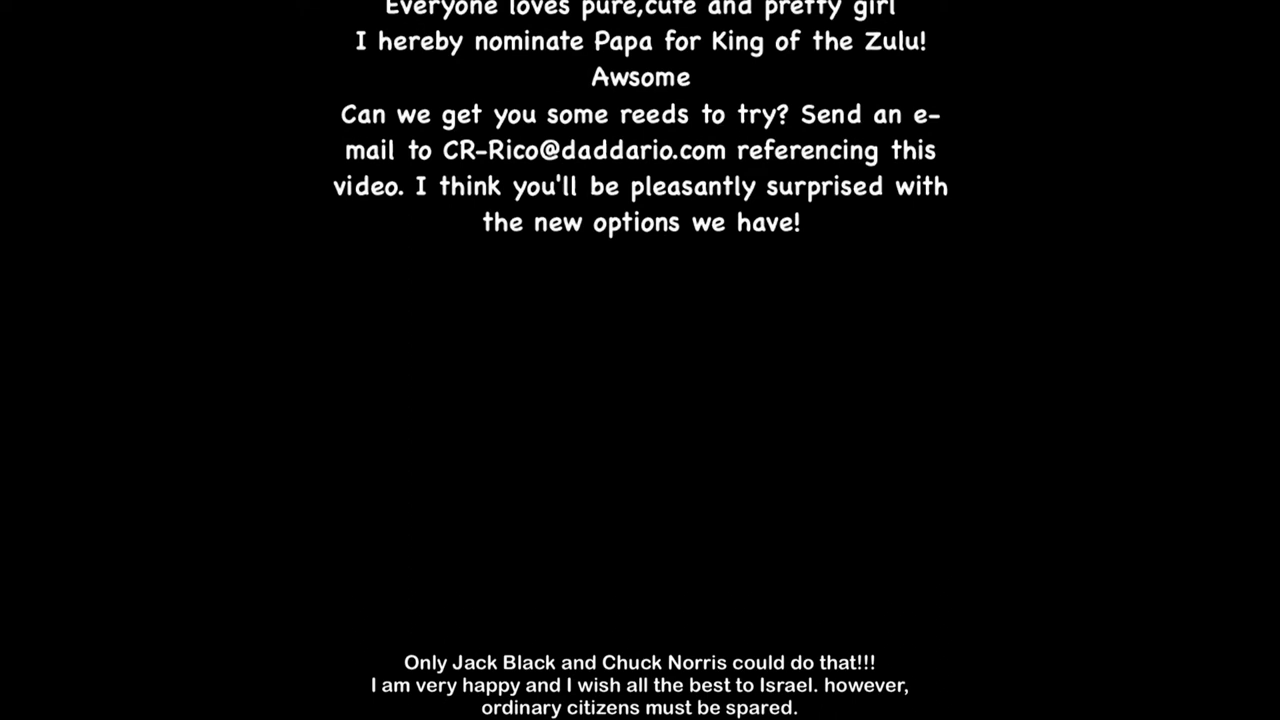 Everyone loves pure,cute and pretty girl
I hereby nominate Papa for King of the Zulu!
Awsome
Can we get you some reeds to try? Send an e-
mail to CR-Rico@daddario.com referencing this
video. I think you'll be pleasantly surprised with
the new options we have!
Only Jack Black and Chuck Norris could do that!!!
I am very happy and I wish all the best to Israel. however,
ordinary citizens must be spared.